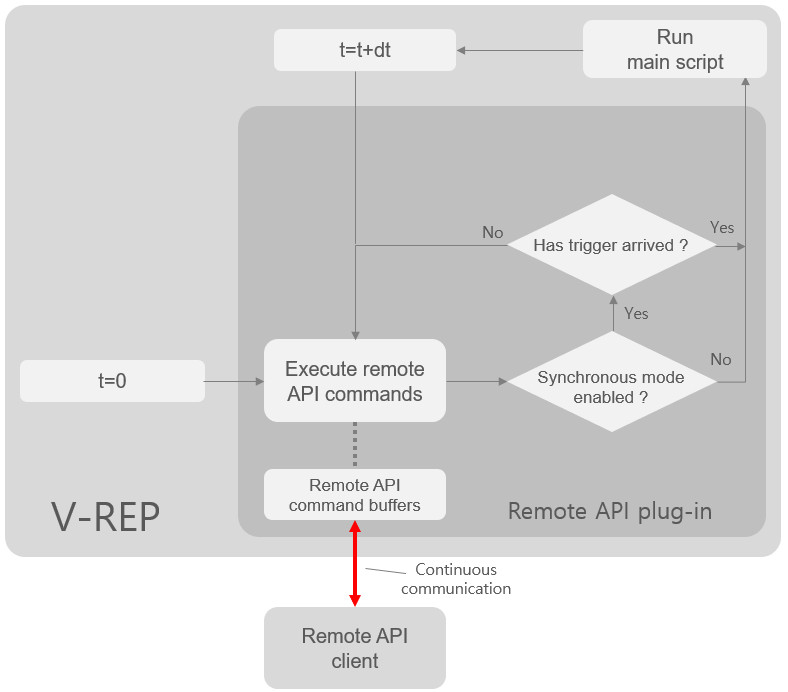 Run
main script
t=t+dt
No
Has trigger arrived ?
Yes
Yes
Execute remote
API commands
t=0
Synchronous mode
enabled ?
No
Remote API
command buffers
V-REP
Remote API plug-in
Continuous
communication
Remote API
client